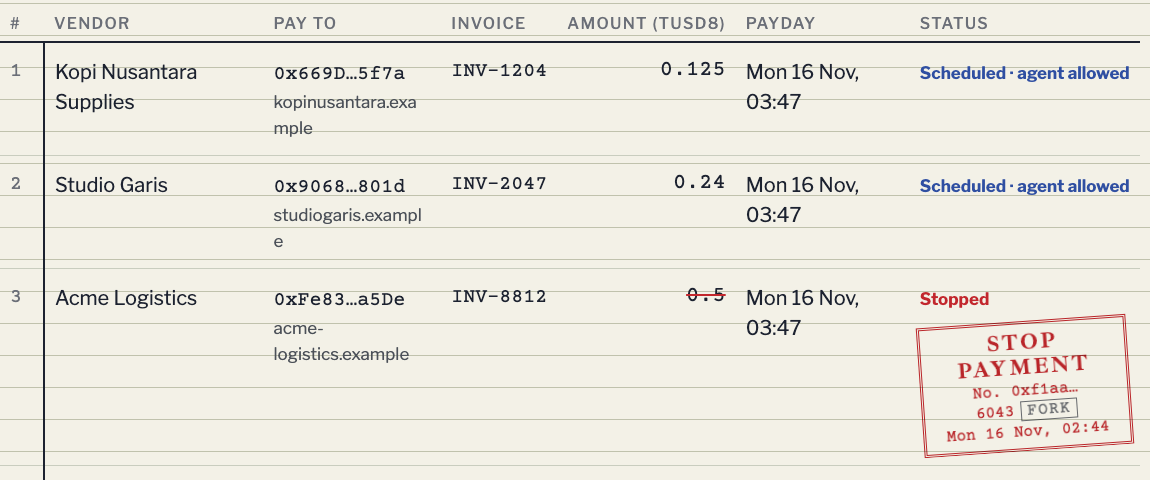 # VENDOR PAY TO INVOICE AMOUNT (TUSD8) PAYDAY STATUS
1 Kopi Nusantara Supplies 0x669D…5f7a INV-1204 0.125 Mon 16 Nov, 03:47 Scheduled · agent allowed
kopinusantara.example
2 Studio Garis 0x9068…801d INV-2047 0.24 Mon 16 Nov, 03:47 Scheduled · agent allowed
studiogaris.example
3 Acme Logistics 0xFe83…a5De INV-8812 0.5 Mon 16 Nov, 03:47 Stopped
acme-logistics.example
STOP
PAYMENT
No. 0xf1aa…
6043 FORK
Mon 16 Nov, 02:44